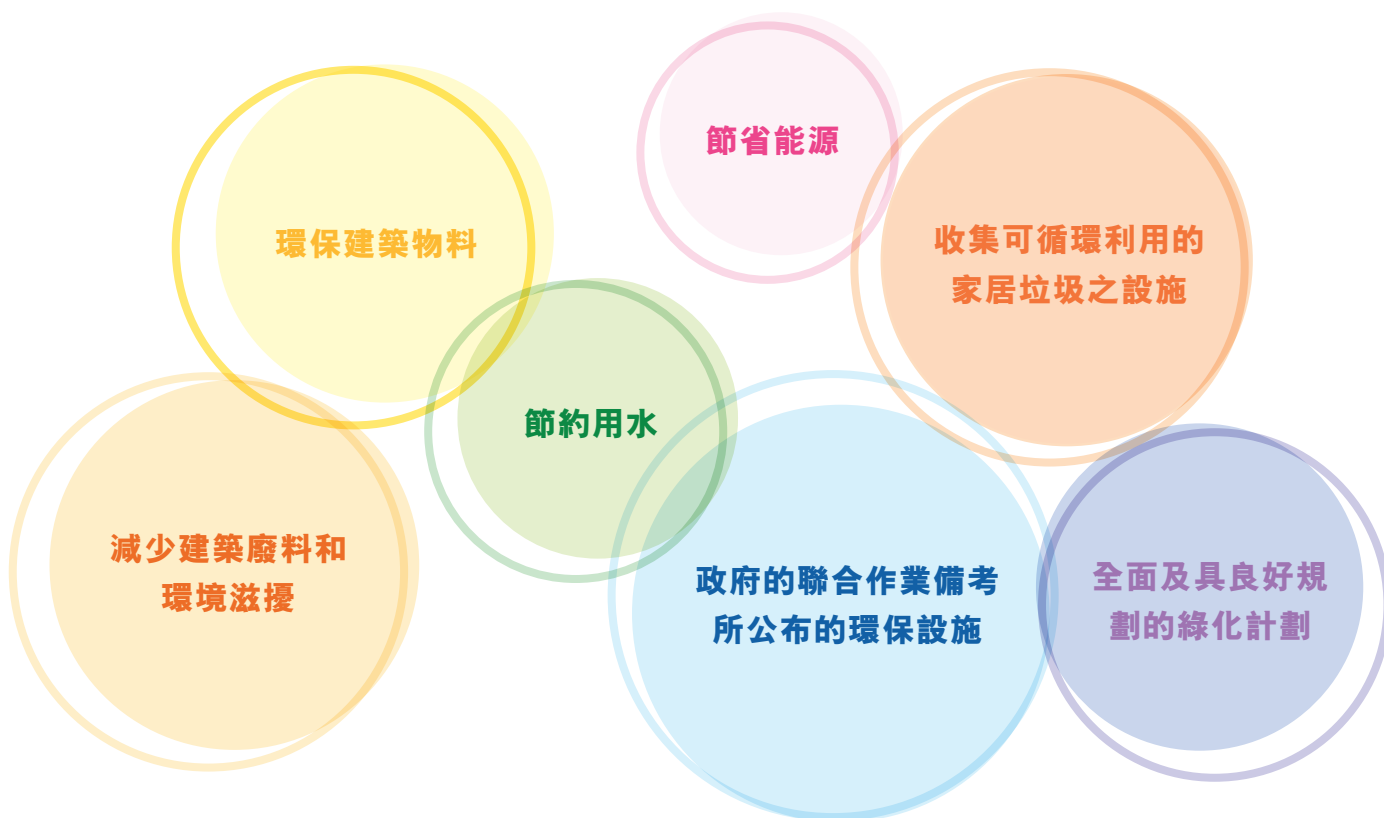 節省能源
環保建築物料
收集可循環利用的
家居垃圾之設施
節約用水
減少建築廢料和
環境滋擾
政府的聯合作業備考
所公布的環保設施
全面及具良好規
劃的綠化計劃